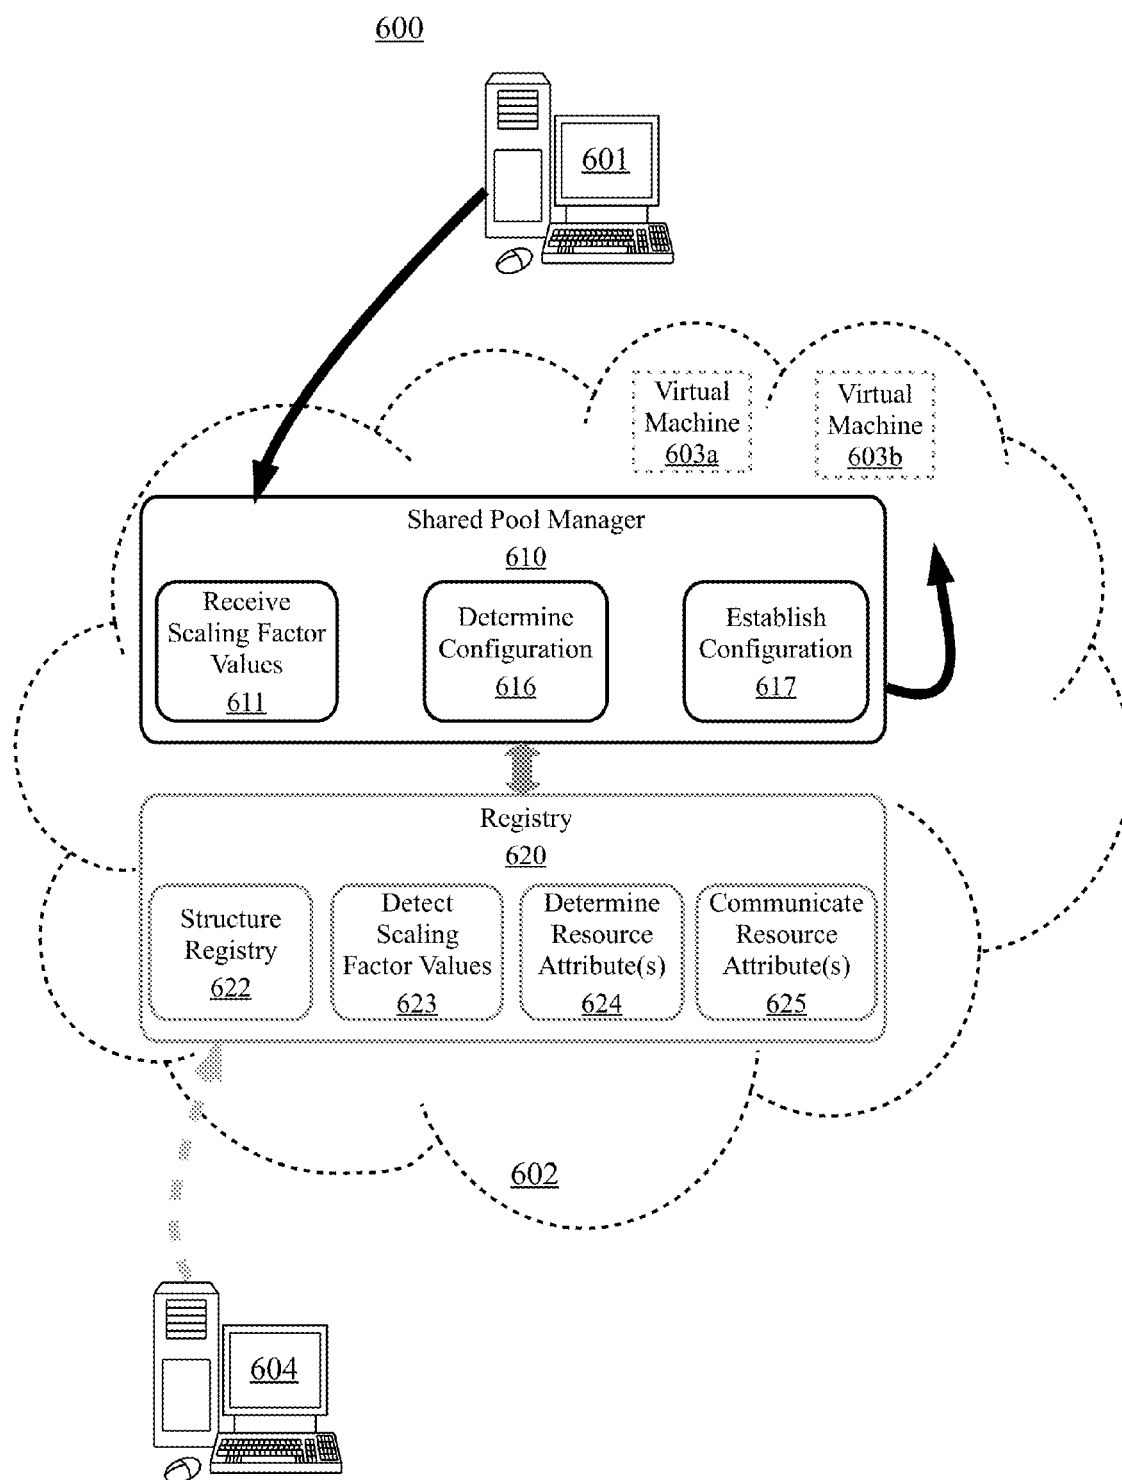 600
601
Virtual
Machine
603a
Virtual
Machine
603b
Shared Pool Manager
610
Receive
Scaling Factor
Values
611
Determine
Configuration
616
Establish
Configuration
617
Registry
620
Structure
Registry
622
Detect
Scaling
Factor Values
623
Determine
Resource
Attribute(s)
624
Communicate
Resource
Attribute(s)
625
602
604